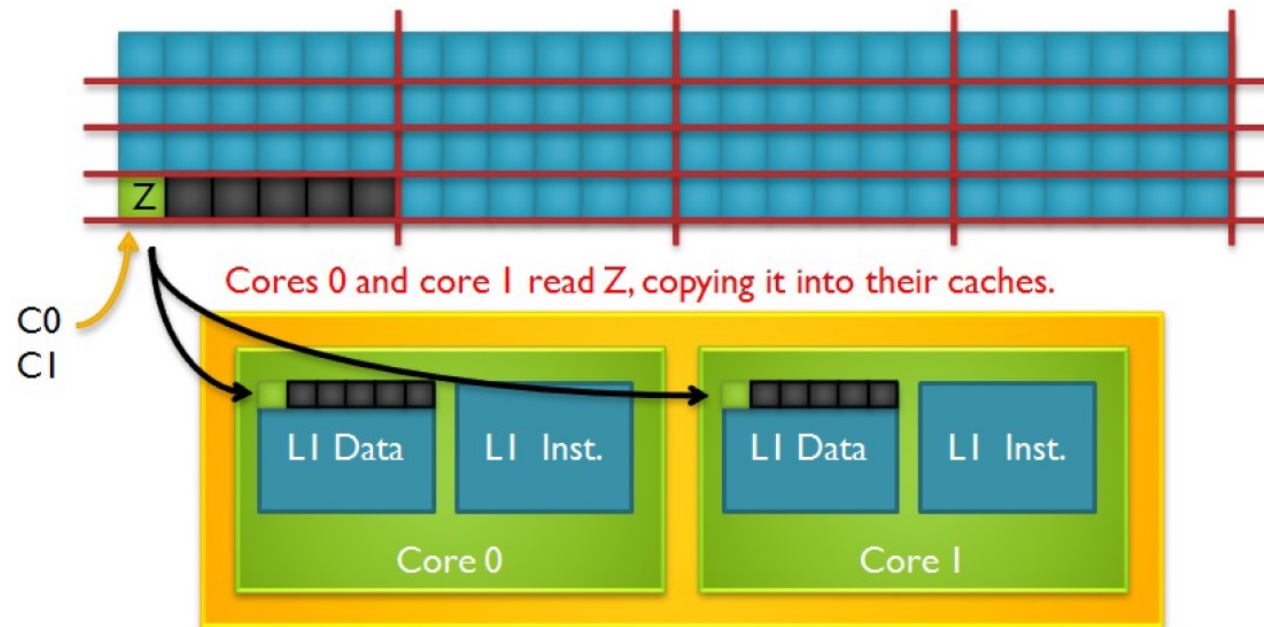 Z
Cores 0 and core 1 read Z, copying it into their caches.
C0
C1
L1 Data
L1 Inst.
L1 Data
L1 Inst.
Core 0
Core 1